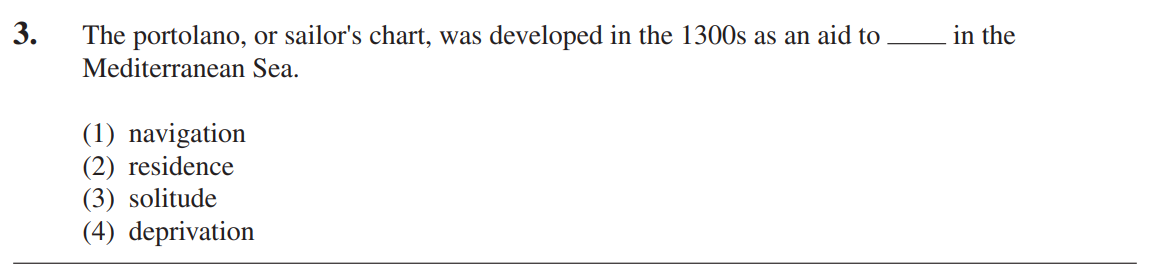 3. The portolano, or sailor's chart, was developed in the 1300s as an aid to ____ in the
Mediterranean Sea.
(1) navigation
(2) residence
(3) solitude
(4) deprivation